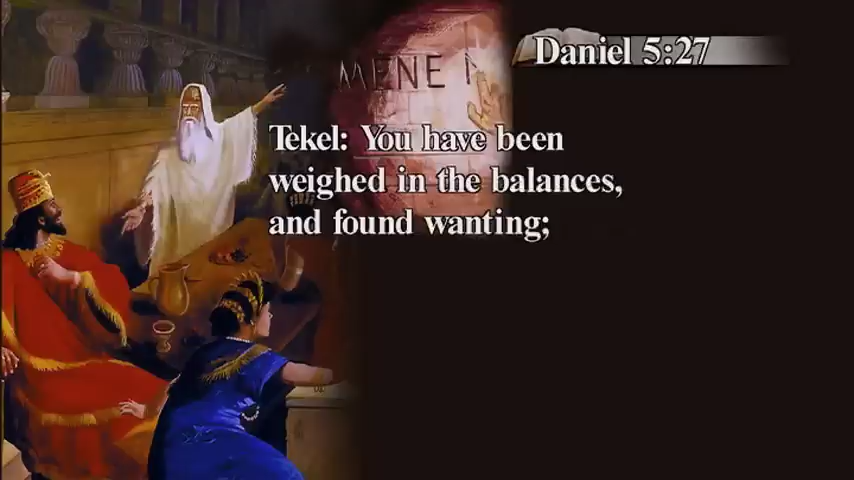 Daniel 5:27
MENE
Tekel: You have been
weighed in the balances,
and found wanting;